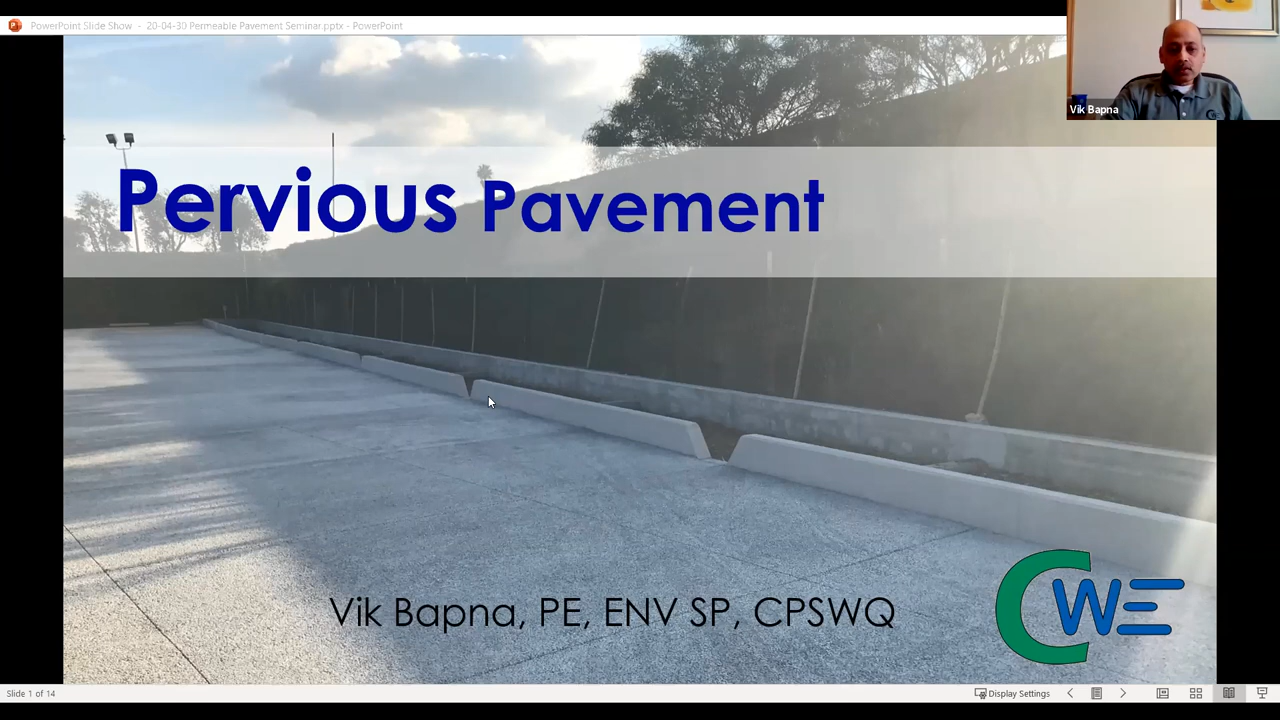 PowerPoint Slide Show - 20-04-30 Permeable Pavement Seminar.pptx - PowerPoint
Vik Bapna
Pervious Pavement
Vik Bapna, PE, ENV SP, CPSWQ
CWE
Slide 1 of 14
Display Settings